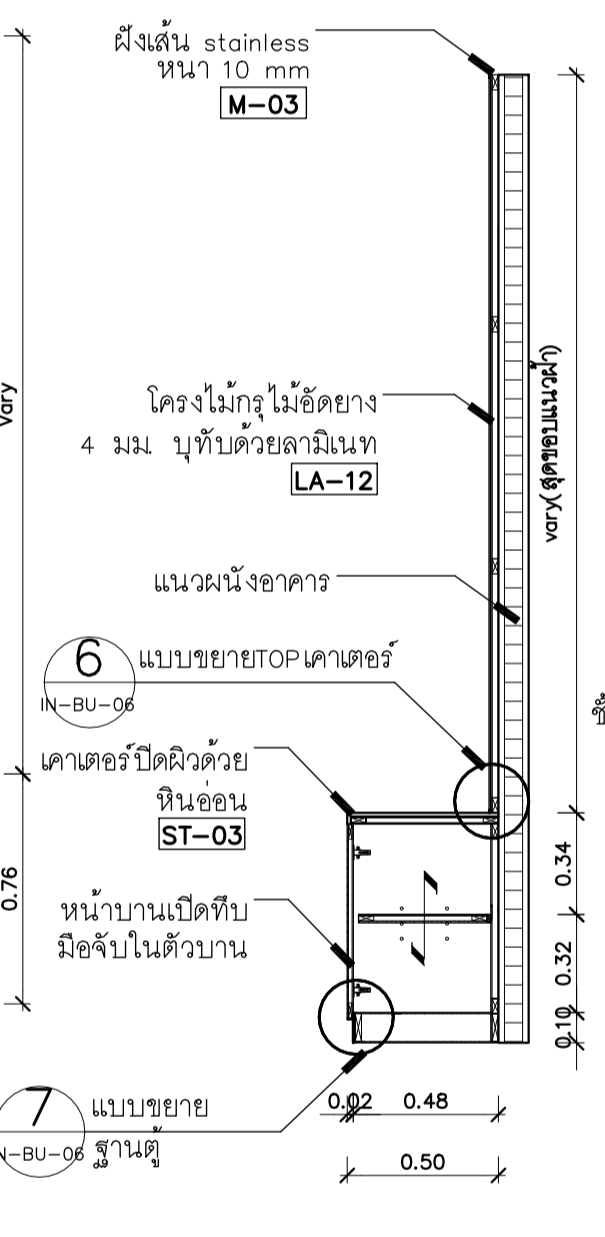 ฝังเส้น stainless
หนา 10 mm
M-03
vary
โครงไม้กรุไม้อัดยาง
4 มม. บุทับด้วยลามิเนท
LA-12
vary(สุดขอบแนวฝ้า)
แนวผนังอาคาร
6
IN-BU-06
แบบขยายTOPเคาเตอร์
เคาเตอร์ปิดผิวด้วย
หินอ่อน
ST-03
0.76
0.34
หน้าบานเปิดทึบ
มือจับในตัวบาน
0.32
0.10
7
N-BU-06
แบบขยาย
ฐานตู้
0.02
0.48
0.50